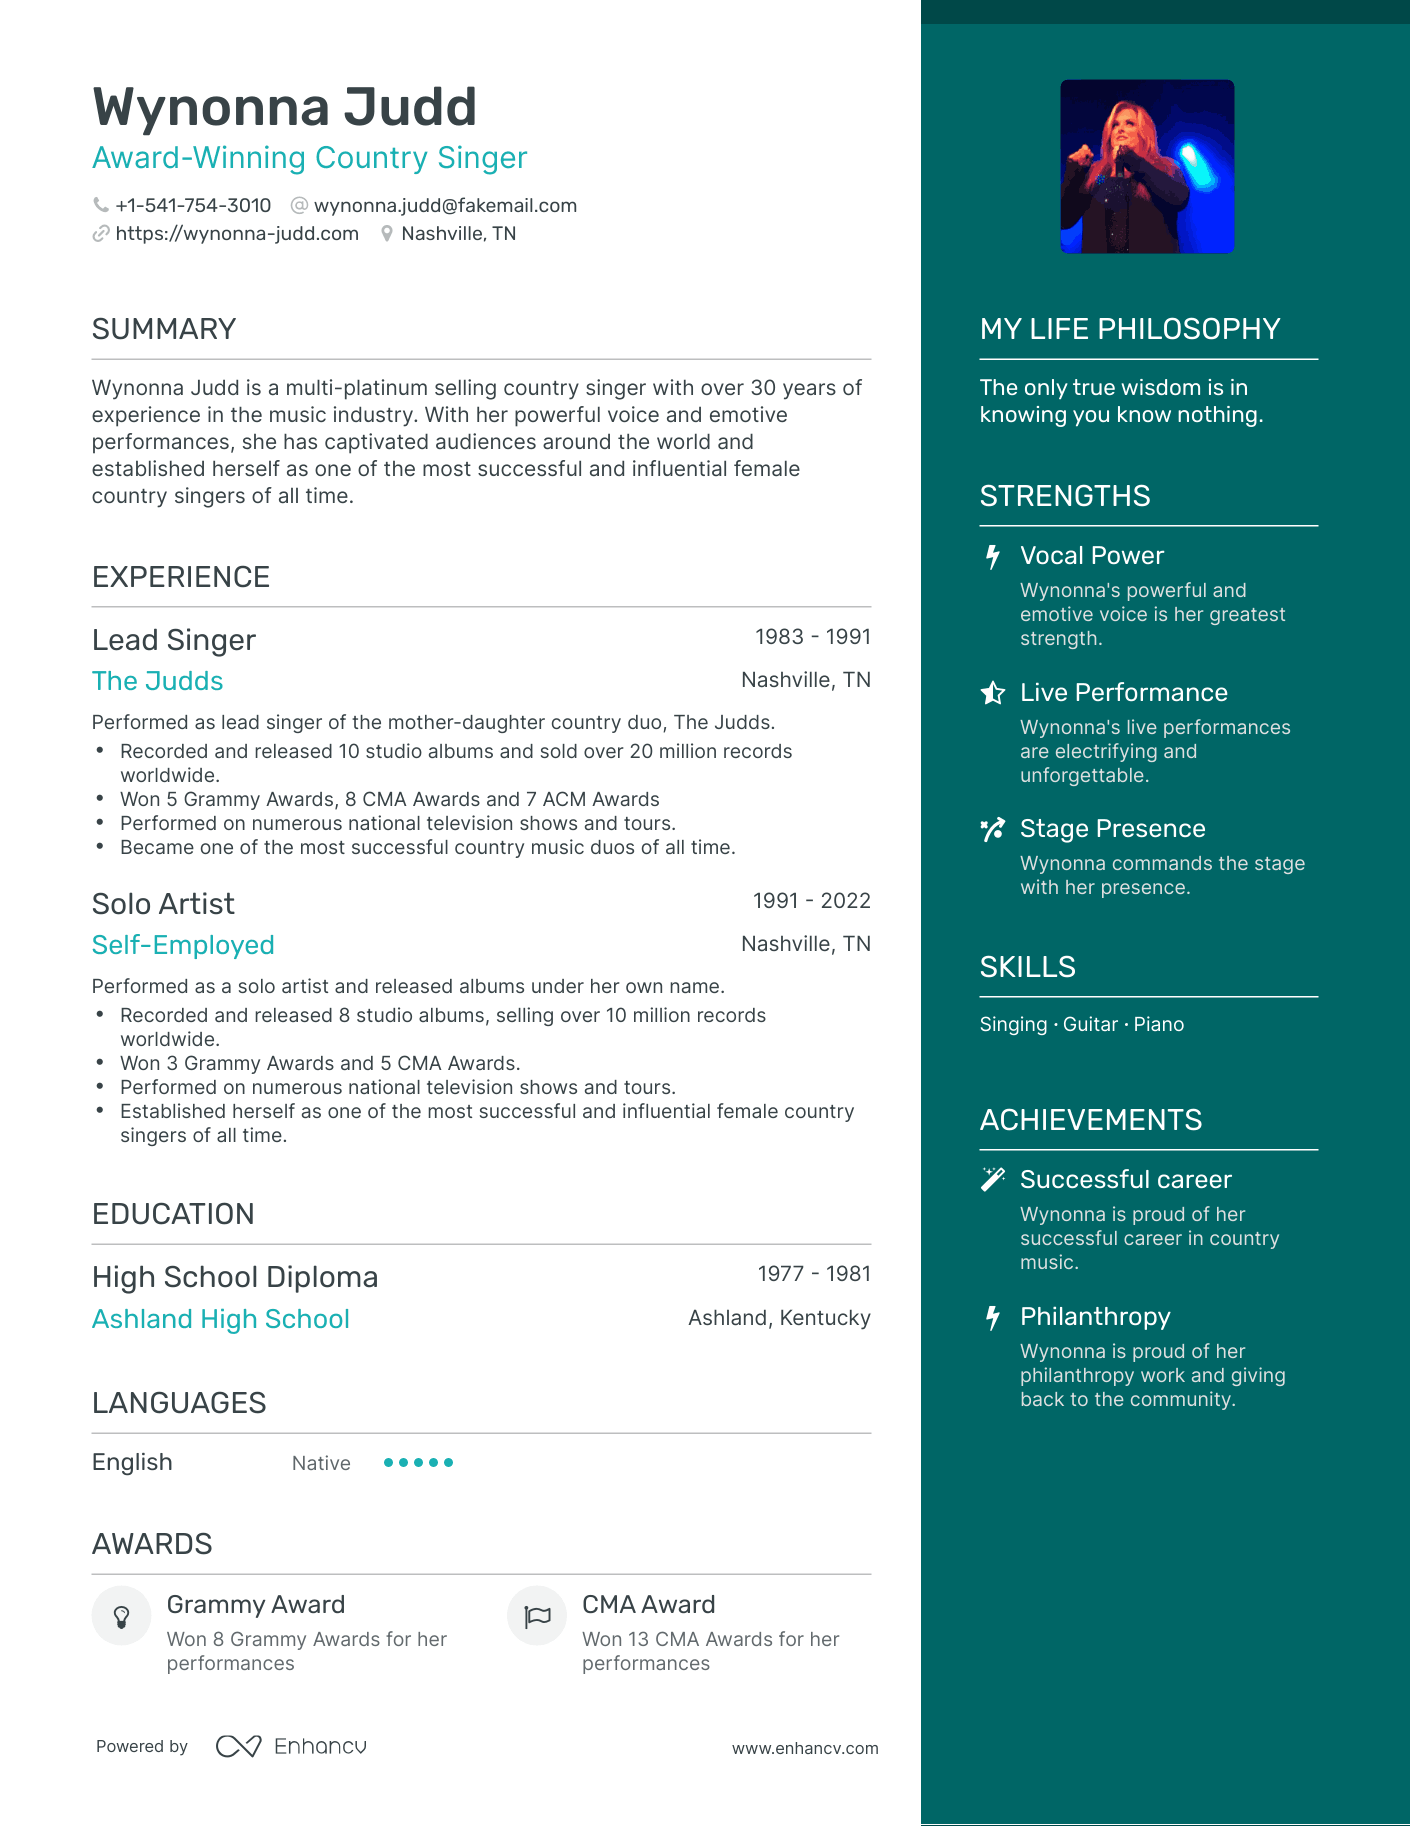 Wynonna Judd
Award-Winning Country Singer
+1-541-754-3010 @ wynonna.judd@fakemail.com
https://wynonna-judd.com Nashville, TN
SUMMARY
Wynonna Judd is a multi-platinum selling country singer with over 30 years of
experience in the music industry. With her powerful voice and emotive
performances, she has captivated audiences around the world and
established herself as one of the most successful and influential female
country singers of all time.
EXPERIENCE
Lead Singer 1983 - 1991
The Judds Nashville, TN
Performed as lead singer of the mother-daughter country duo, The Judds.
• Recorded and released 10 studio albums and sold over 20 million records
worldwide.
• Won 5 Grammy Awards, 8 CMA Awards and 7 ACM Awards
• Performed on numerous national television shows and tours.
• Became one of the most successful country music duos of all time.
Solo Artist 1991 - 2022
Self-Employed Nashville, TN
Performed as a solo artist and released albums under her own name.
• Recorded and released 8 studio albums, selling over 10 million records
worldwide.
• Won 3 Grammy Awards and 5 CMA Awards.
• Performed on numerous national television shows and tours.
• Established herself as one of the most successful and influential female country
singers of all time.
EDUCATION
High School Diploma 1977 - 1981
Ashland High School Ashland, Kentucky
LANGUAGES
English Native
AWARDS
Grammy Award
Won 8 Grammy Awards for her
performances
CMA Award
Won 13 CMA Awards for her
performances
Powered by Enhancv www.enhancv.com
MY LIFE PHILOSOPHY
The only true wisdom is in
knowing you know nothing.
STRENGTHS
Vocal Power
Wynonna's powerful and
emotive voice is her greatest
strength.
Live Performance
Wynonna's live performances
are electrifying and
unforgettable.
Stage Presence
Wynonna commands the stage
with her presence.
SKILLS
Singing · Guitar · Piano
ACHIEVEMENTS
Successful career
Wynonna is proud of her
successful career in country
music.
Philanthropy
Wynonna is proud of her
philanthropy work and giving
back to the community.